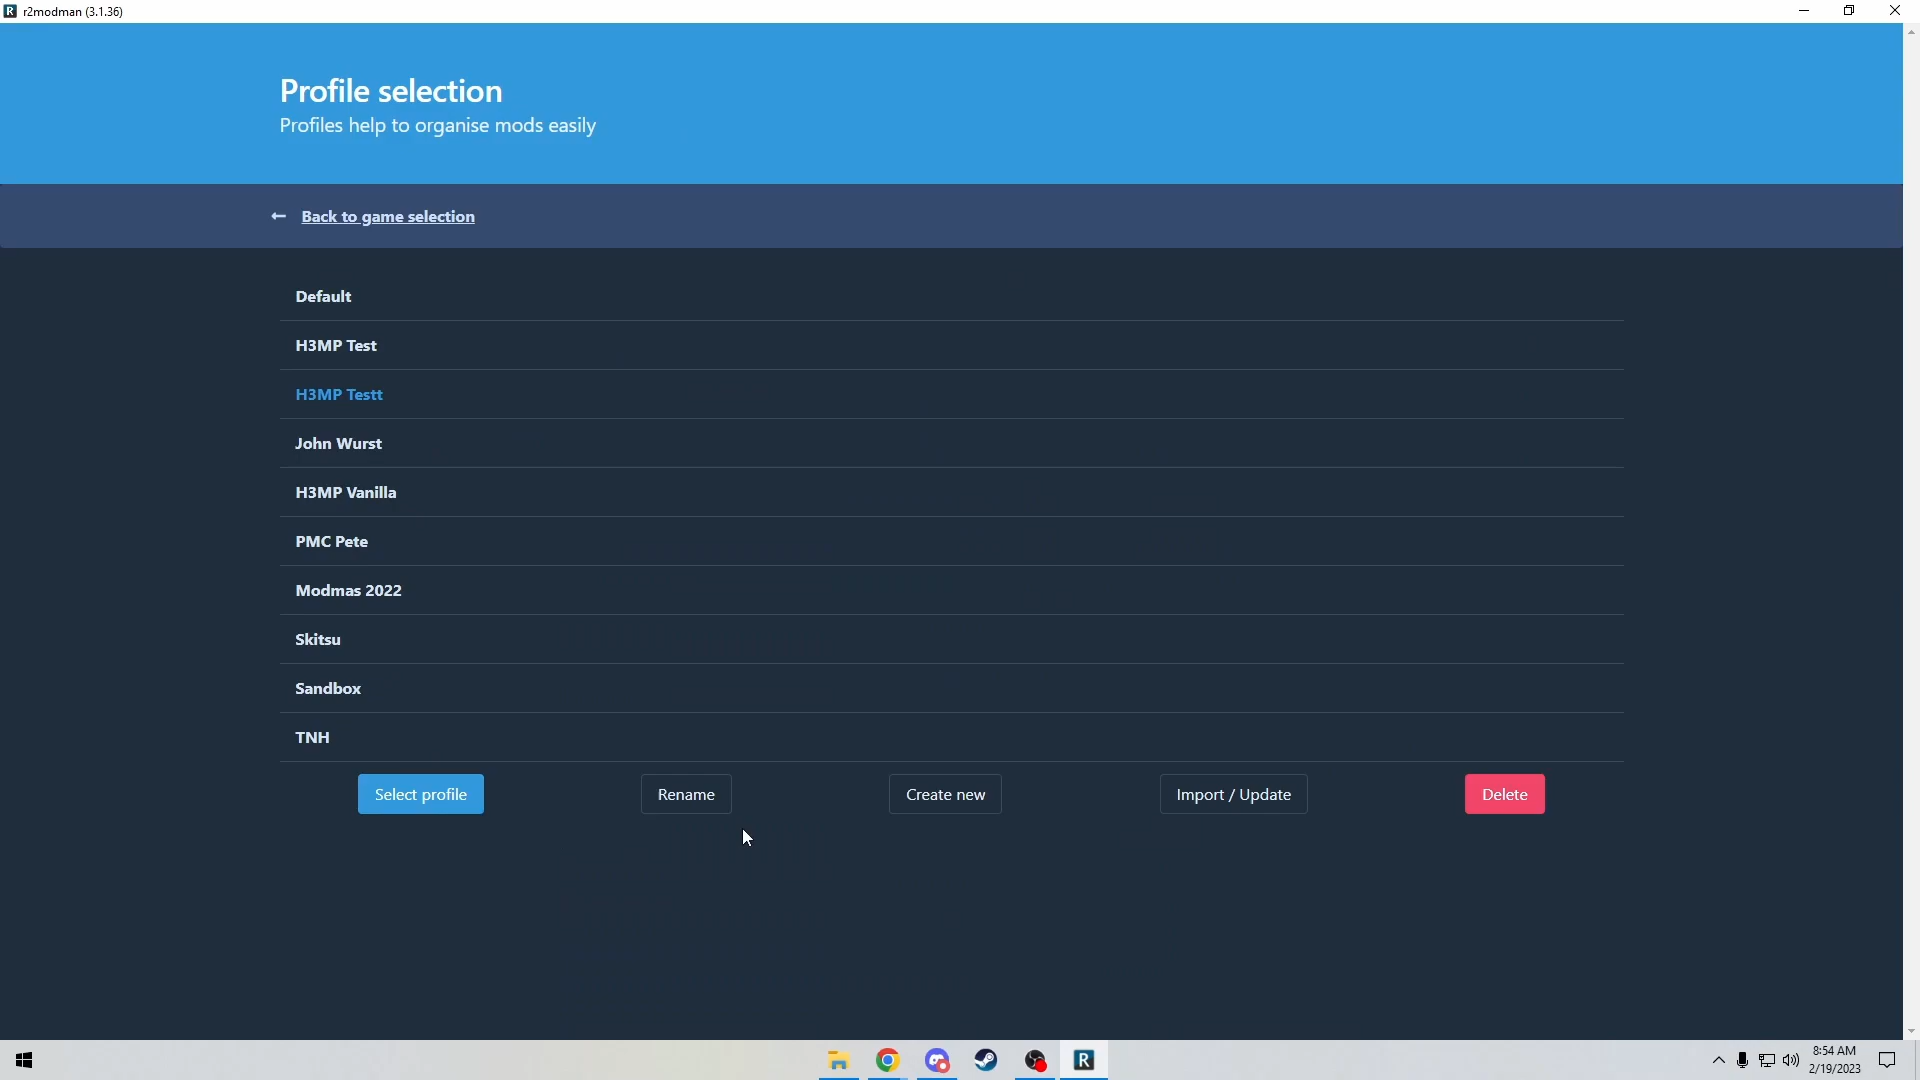 r2modman (3.1.36)
Profile selection
Profiles help to organise mods easily
Back to game selection
Default
H3MP Test
H3MP Testt
John Wurst
H3MP Vanilla
PMC Pete
Modmas 2022
Skitsu
Sandbox
TNH
Select profile
Rename
Create new
Import / Update
Delete
8:54 AM
2/19/2023